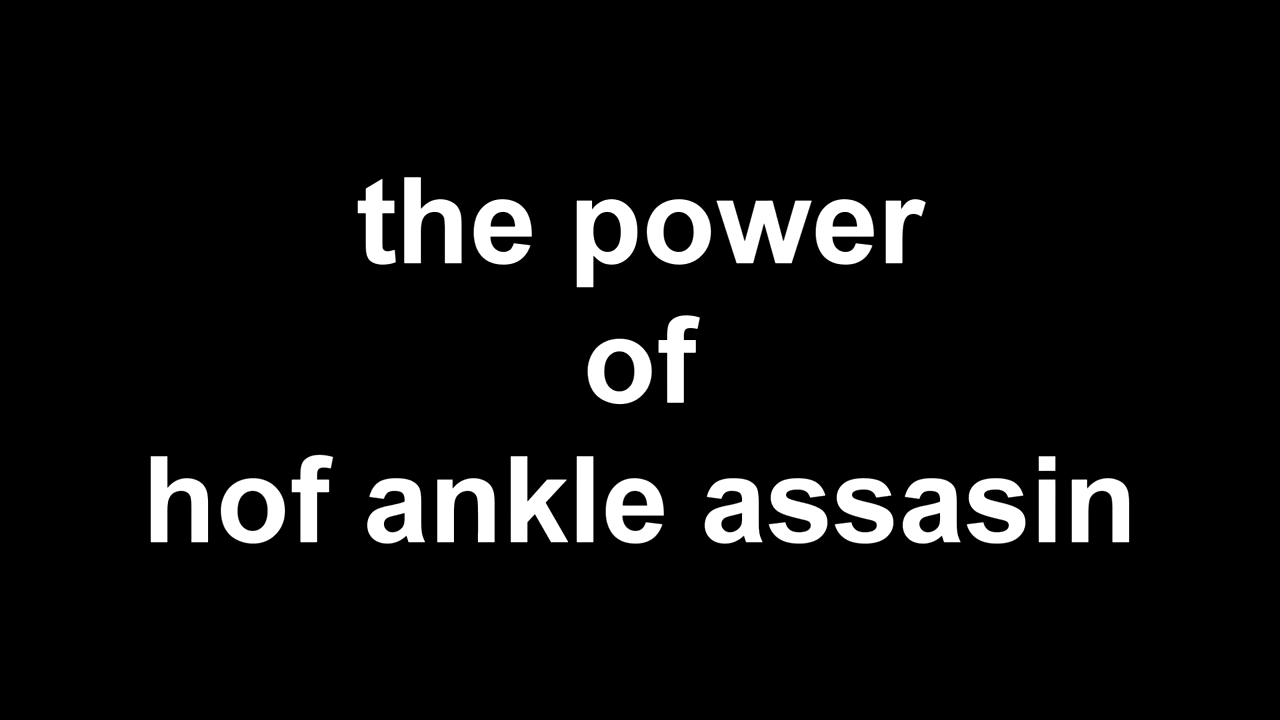 the power
of
hof ankle assasin